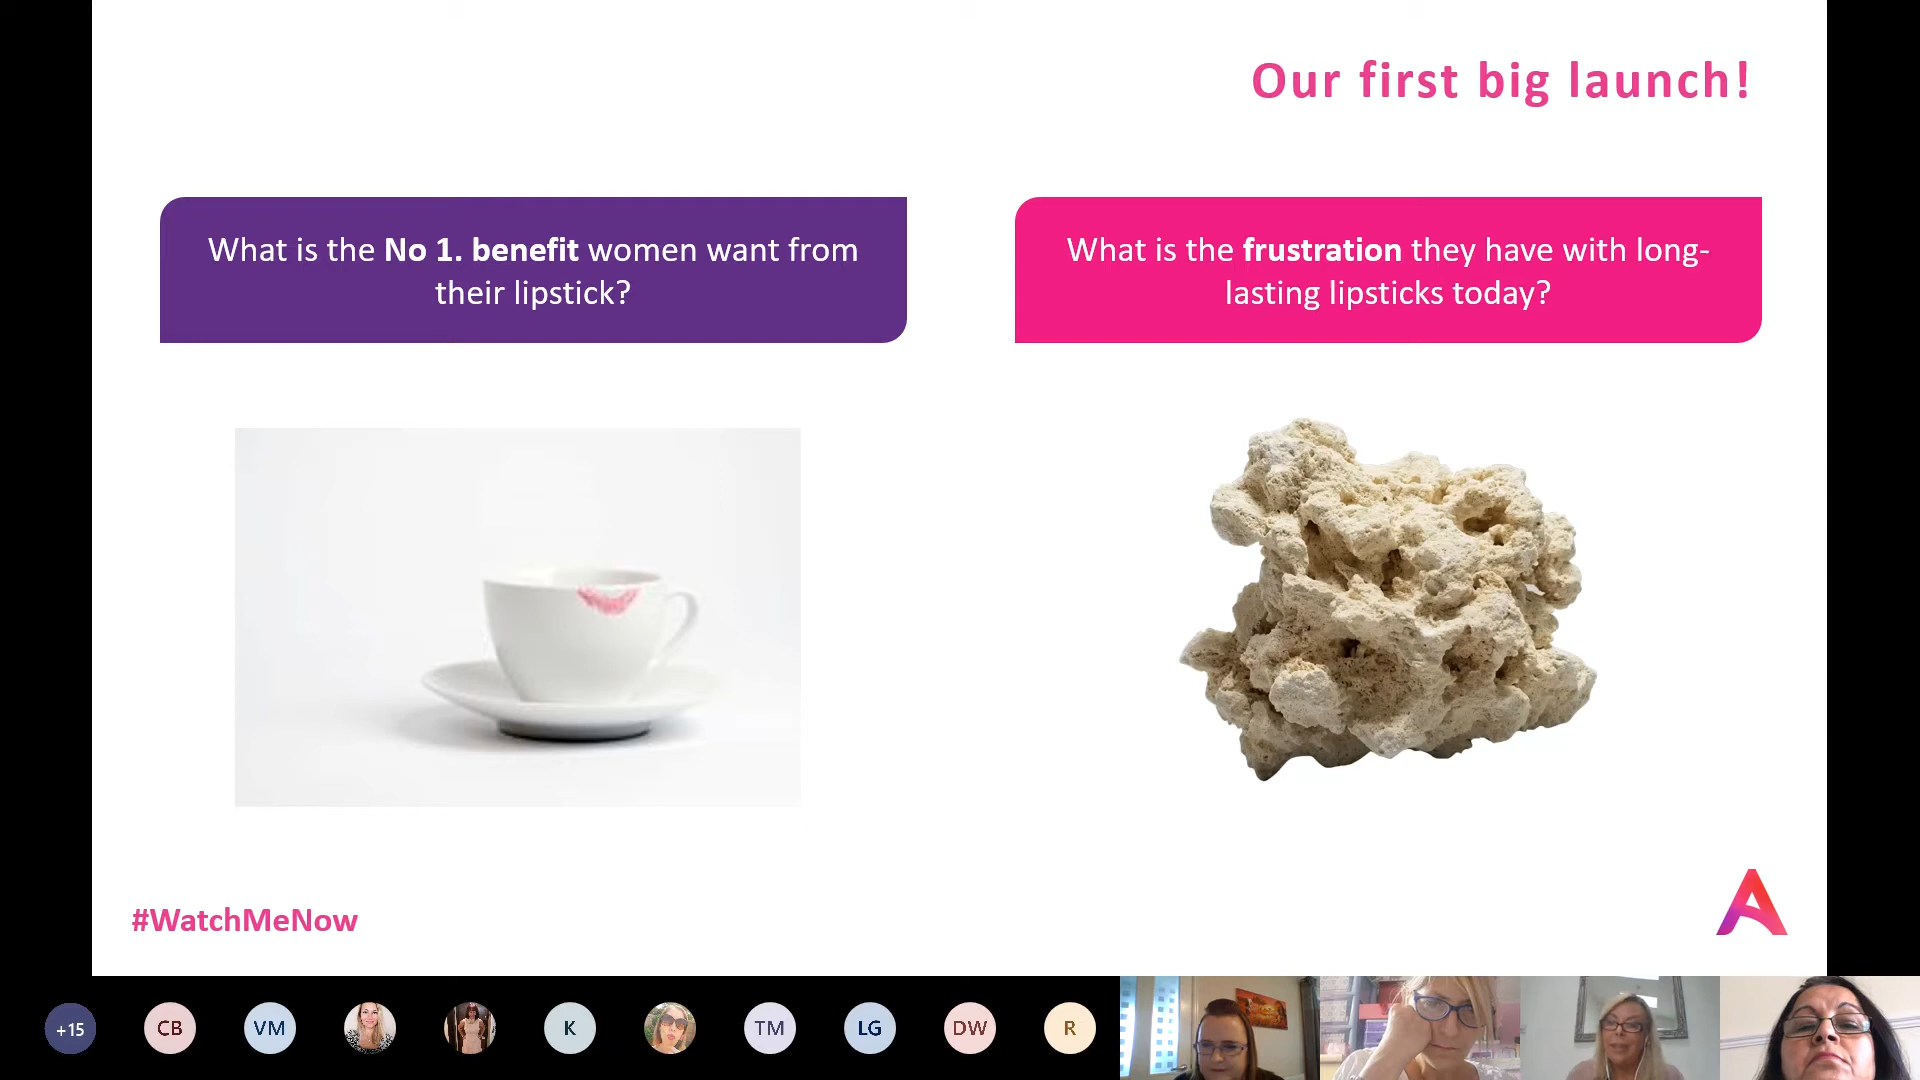 Our first big launch!
What is the No 1. benefit women want from
their lipstick?
What is the frustration they have with long-
lasting lipsticks today?
#WatchMeNow
+15
CB
VM
K
TM
LG
DW
R